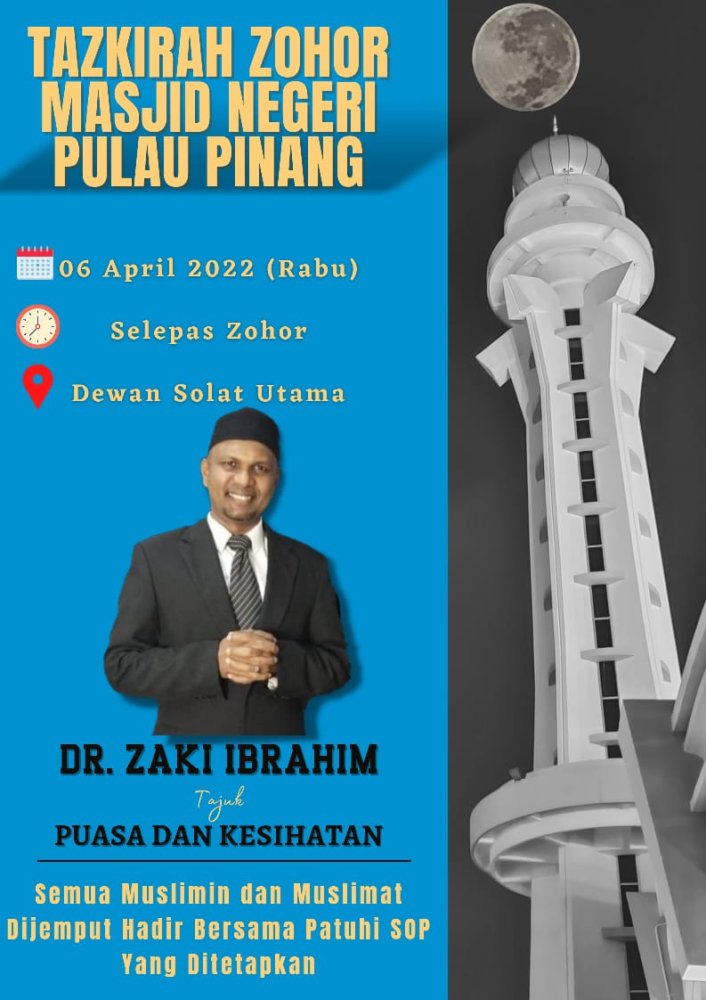 TAZKIRAH ZOHOR
MASJID NEGERI
PULAU PINANG
06 April 2022 (Rabu)
Selepas Zohor
Dewan Solat Utama
DR. ZAKI IBRAHIM
Tajuk
PUASA DAN KESIHATAN
Semua Muslimin dan Muslimat
Dijemput Hadir Bersama Patuhi SOP
Yang Ditetapkan